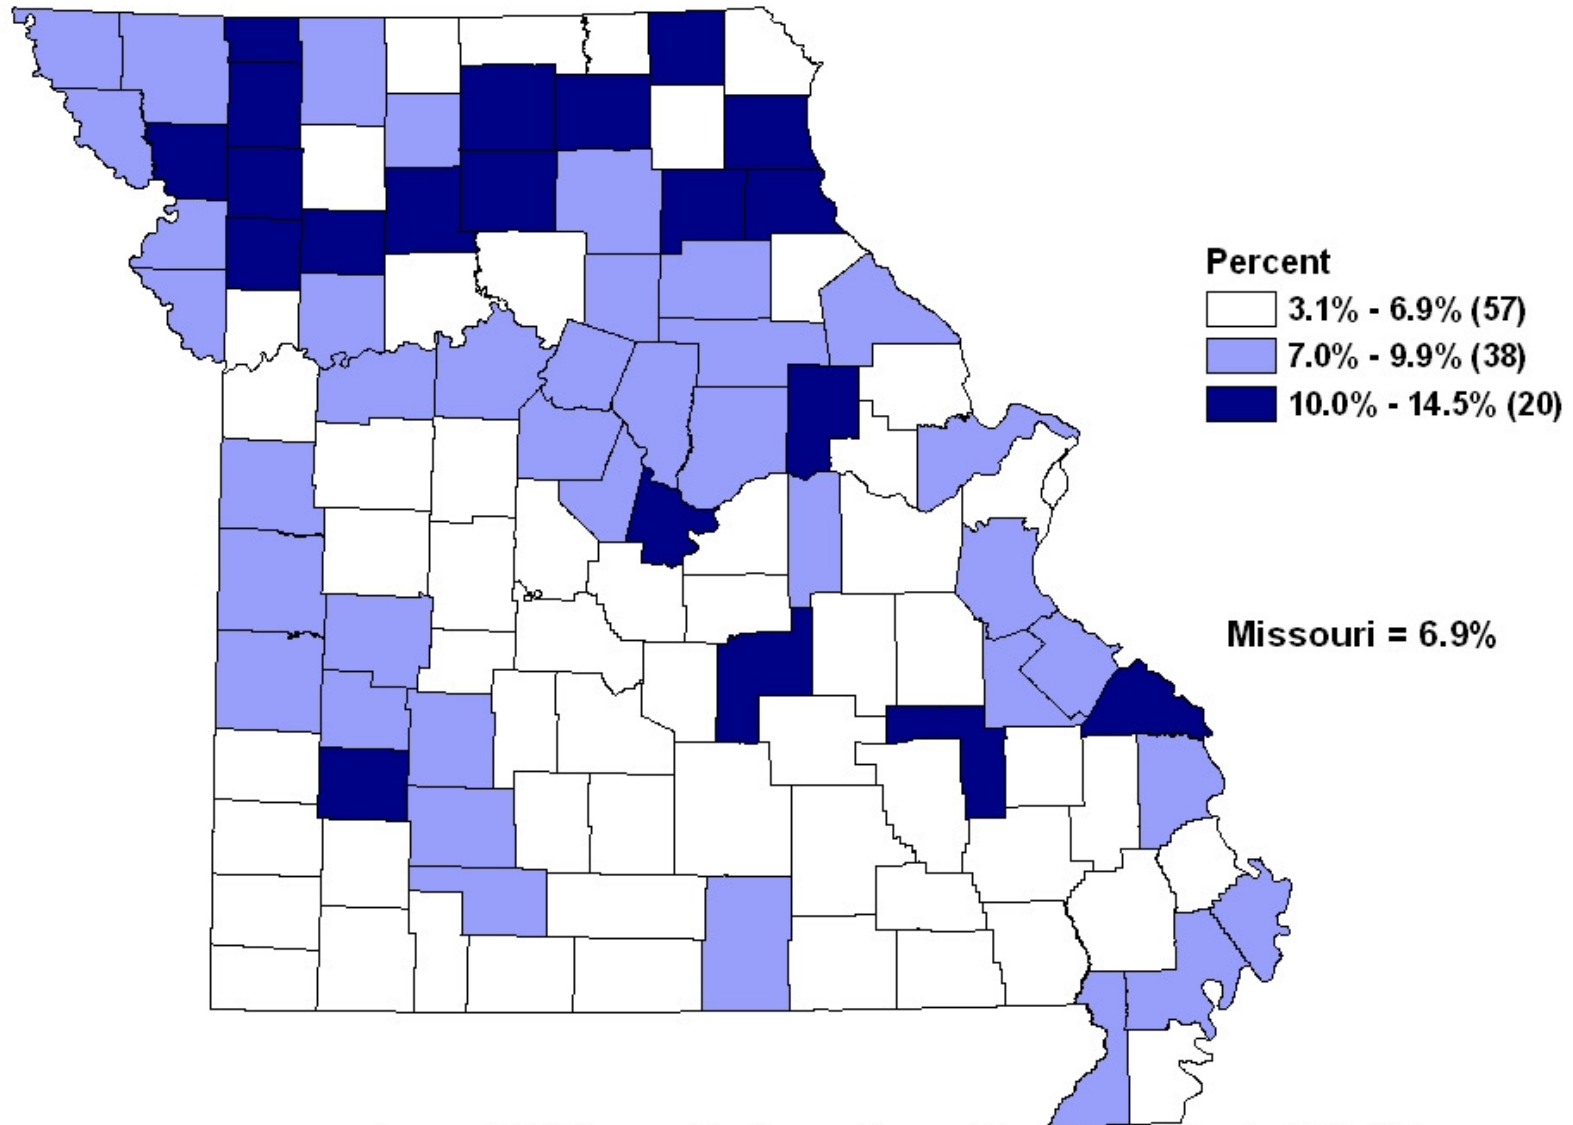 Percent
3.1% - 6.9% (57)
7.0% - 9.9% (38)
10.0% - 14.5% (20)
Missouri = 6.9%